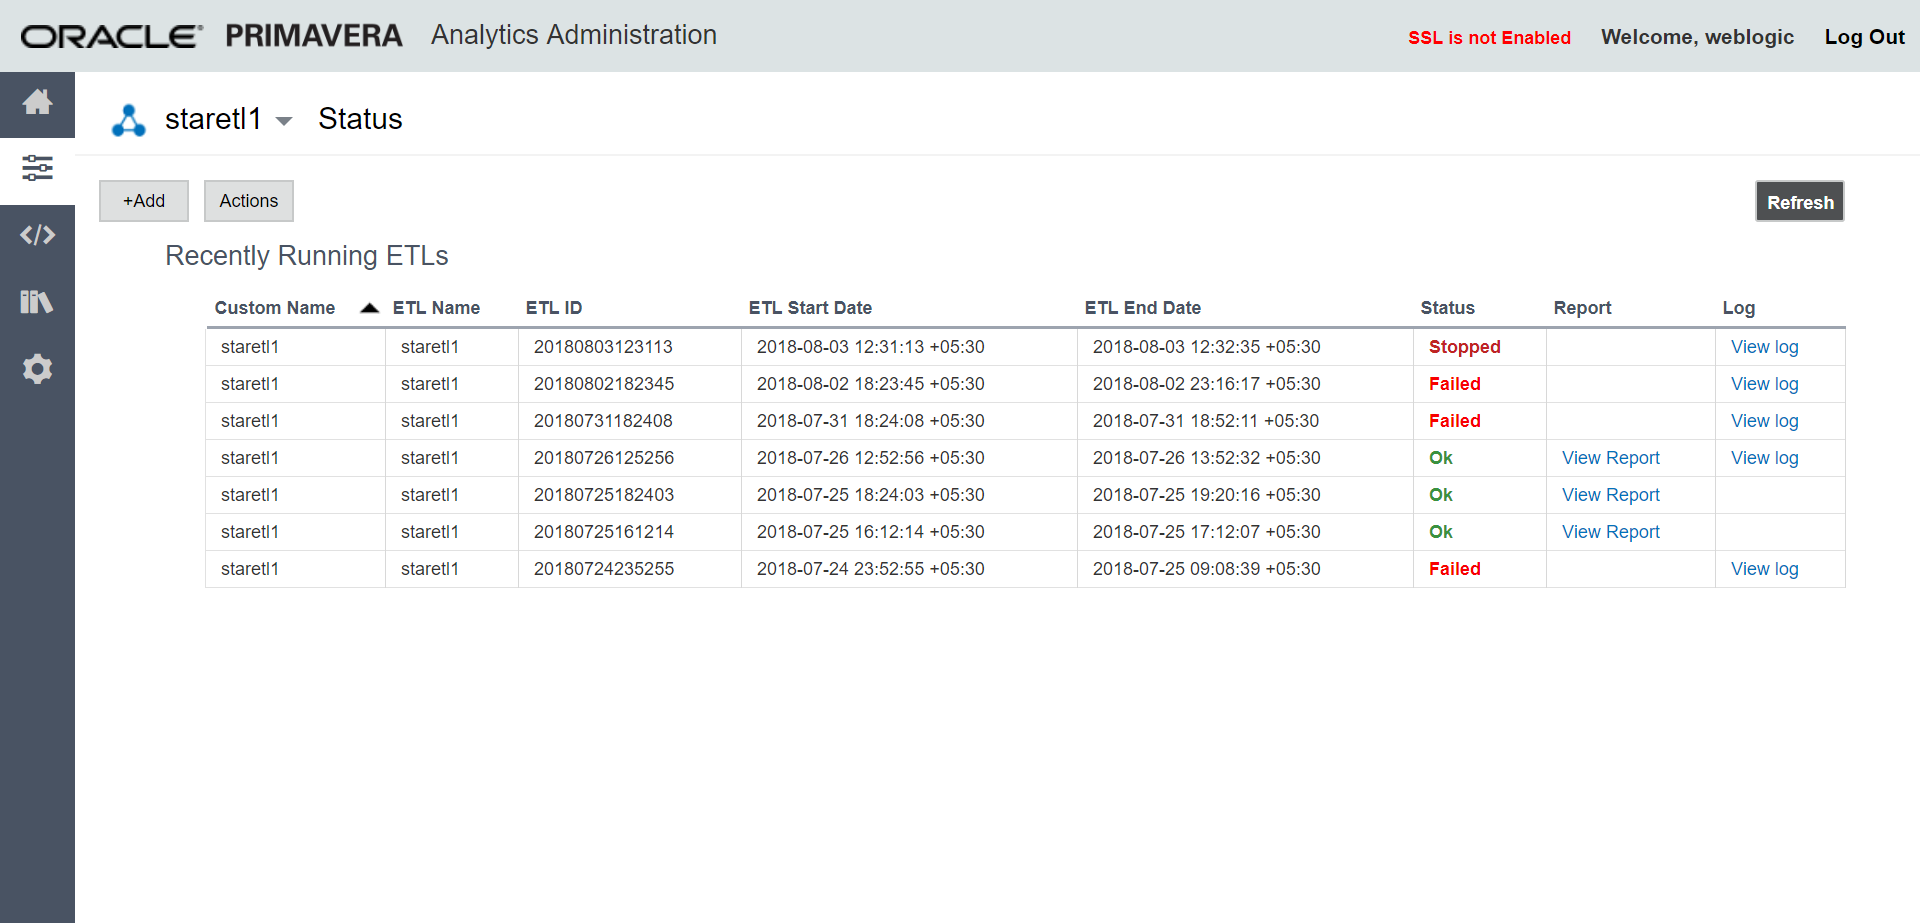 ORACLE® PRIMAVERA Analytics Administration SSL is not Enabled Welcome, weblogic Log Out
staretl1 Status
+Add Actions Refresh
Recently Running ETLs
Custom Name ETL Name ETL ID ETL Start Date ETL End Date Status Report Log
staretl1 staretl1 20180803123113 2018-08-03 12:31:13 +05:30 2018-08-03 12:32:35 +05:30 Stopped View log
staretl1 staretl1 20180802182345 2018-08-02 18:23:45 +05:30 2018-08-02 23:16:17 +05:30 Failed View log
staretl1 staretl1 20180731182408 2018-07-31 18:24:08 +05:30 2018-07-31 18:52:11 +05:30 Failed View log
staretl1 staretl1 20180726125256 2018-07-26 12:52:56 +05:30 2018-07-26 13:52:32 +05:30 Ok View Report View log
staretl1 staretl1 20180725182403 2018-07-25 18:24:03 +05:30 2018-07-25 19:20:16 +05:30 Ok View Report
staretl1 staretl1 20180725161214 2018-07-25 16:12:14 +05:30 2018-07-25 17:12:07 +05:30 Ok View Report
staretl1 staretl1 20180724235255 2018-07-24 23:52:55 +05:30 2018-07-25 09:08:39 +05:30 Failed View log